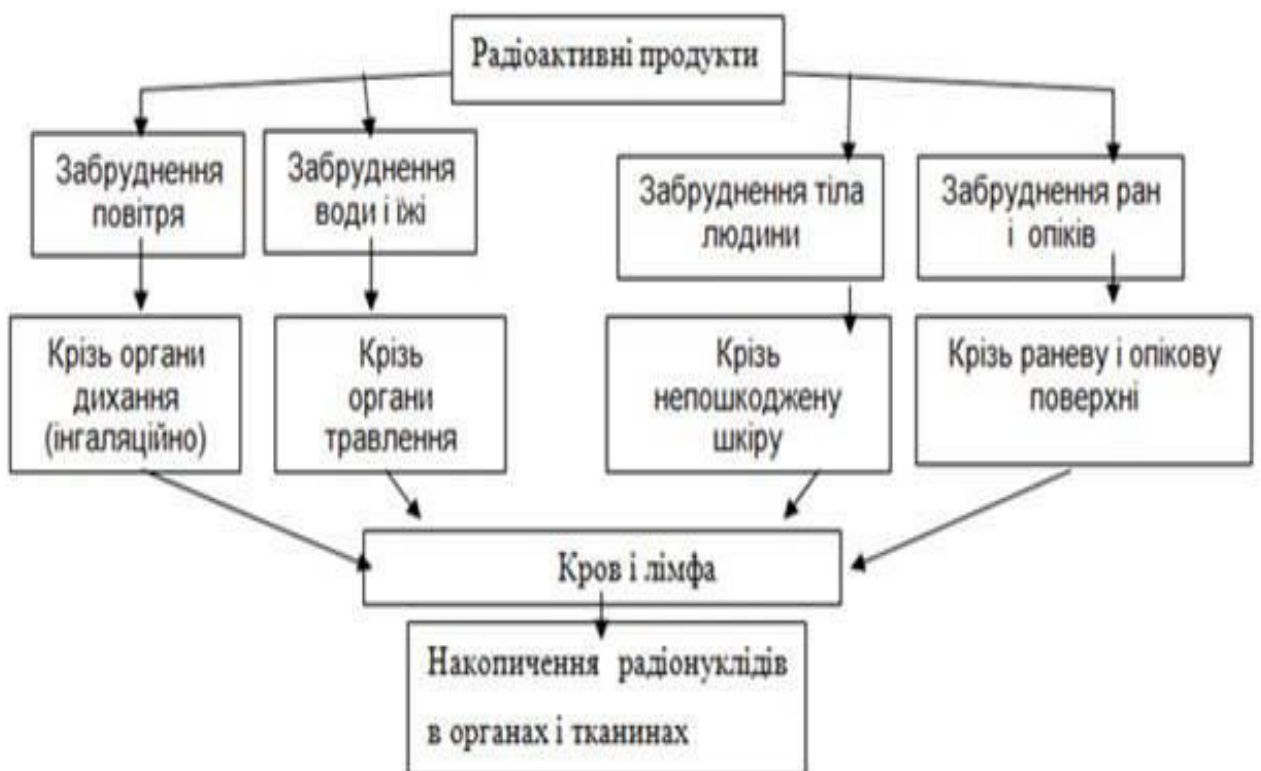 Радіоактивні продукти
Забруднення
повітря
Забруднення
води і їжі
Забруднення тіла
людини
Забруднення ран
і опіків
Крізь органи
дихання
(інгаляційно)
Крізь
органи
травлення
Крізь
непошкоджену
шкіру
Крізь раневу і опікову
поверхні
Кров і лімфа
Накопичення радіонуклідів
в органах і тканинах